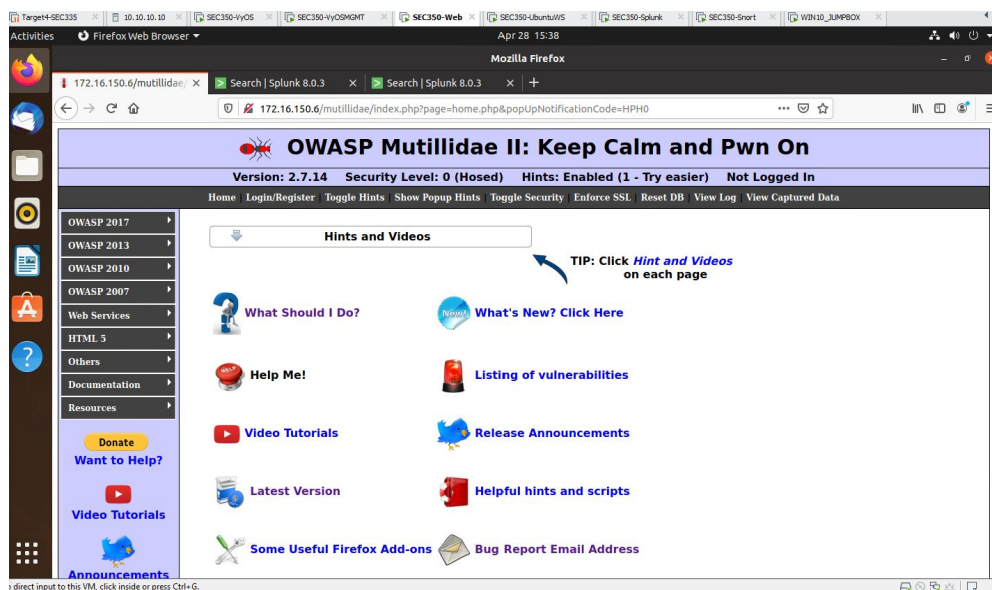 Target4-SEC335 10.10.10.10 SEC350-VyOS SEC350-VyOSMGMT SEC350-Web SEC350-UbuntuWS SEC350-Splunk SEC350-Snort WIN10_JUMPBOX
Activities Firefox Web Browser Apr 28 15:38
Mozilla Firefox
172.16.150.6/mutillidae/ Search | Splunk 8.0.3 Search | Splunk 8.0.3
172.16.150.6/mutillidae/index.php?page=home.php&popUpNotificationCode=HPH0
OWASP Mutillidae II: Keep Calm and Pwn On
Version: 2.7.14 Security Level: 0 (Hosed) Hints: Enabled (1 - Try easier) Not Logged In
Home | Login/Register | Toggle Hints | Show Popup Hints | Toggle Security | Enforce SSL | Reset DB | View Log | View Captured Data
OWASP 2017
OWASP 2013
OWASP 2010
OWASP 2007
Web Services
HTML 5
Others
Documentation
Resources
Donate
Want to Help?
Video Tutorials
Announcements
Hints and Videos
TIP: Click Hint and Videos
on each page
What Should I Do? New! What's New? Click Here
HELP Help Me! Listing of vulnerabilities
Video Tutorials Release Announcements
Latest Version Helpful hints and scripts
Some Useful Firefox Add-ons Bug Report Email Address
direct input to this VM, click inside or press Ctrl+G.